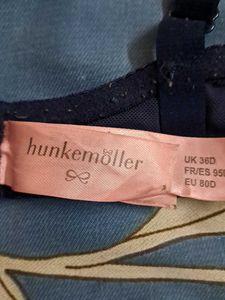 hunkemöller
UK 36D
FR/ES 95D
EU 80D